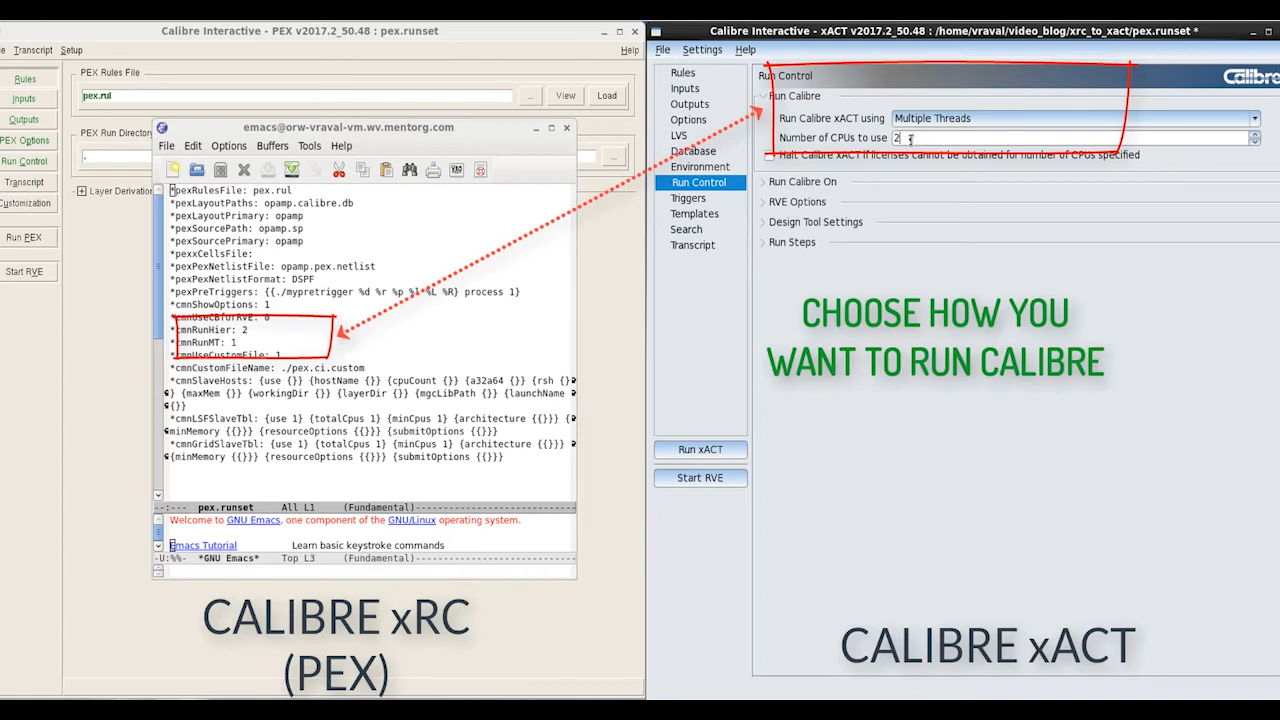 Calibre Interactive - PEX v2017.2_50.48 : pex.runset
Transcript Setup
Help
Rules
Inputs
Outputs
PEX Options
Run Control
Transcript
Customization
Run PEX
Start RVE
PEX Rules File
pex.rul
...
View
Load
PEX Run Directory
.
...
Layer Derivation
emacs@orw-vraval-vm.wv.mentorg.com
File Edit Options Buffers Tools Help
*pexRulesFile: pex.rul
*pexLayoutPaths: opamp.calibre.db
*pexLayoutPrimary: opamp
*pexSourcePath: opamp.sp
*pexSourcePrimary: opamp
*pexxCellsFile:
*pexPexNetlistFile: opamp.pex.netlist
*pexPexNetlistFormat: DSPF
*pexPreTriggers: {{./mypretrigger %d %r %p %l %L %R} process 1}
*cmnShowOptions: 1
*cmnUseCBforRVE: 0
*cmnRunHier: 2
*cmnRunMT: 1
*cmnUseCustomFile: 1
*cmnCustomFileName: ./pex.ci.custom
*cmnSlaveHosts: {use {}} {hostName {}} {cpuCount {}} {a32a64 {}} {rsh {}
} {maxMem {}} {workingDir {}} {layerDir {}} {mgcLibPath {}} {launchName
{}}
*cmnLSFSlaveTbl: {use 1} {totalCpus 1} {minCpus 1} {architecture {{}}} {
minMemory {{}}} {resourceOptions {{}}} {submitOptions {{}}}
*cmnGridSlaveTbl: {use 1} {totalCpus 1} {minCpus 1} {architecture {{}}}
{minMemory {{}}} {resourceOptions {{}}} {submitOptions {{}}}
--:--- pex.runset All L1 (Fundamental)
Welcome to GNU Emacs, one component of the GNU/Linux operating system.
Emacs Tutorial Learn basic keystroke commands
-U:%%- *GNU Emacs* Top L3 (Fundamental)
CALIBRE xRC
(PEX)
Calibre Interactive - xACT v2017.2_50.48 : /home/vraval/video_blog/xrc_to_xact/pex.runset *
File Settings Help
Rules
Inputs
Outputs
Options
LVS
Database
Environment
Run Control
Triggers
Templates
Search
Transcript
Run xACT
Start RVE
Run Control
Calibre
Run Calibre
Run Calibre xACT using Multiple Threads
Number of CPUs to use 2
Halt Calibre xACT if licenses cannot be obtained for number of CPUs specified
Run Calibre On
RVE Options
Design Tool Settings
Run Steps
CHOOSE HOW YOU
WANT TO RUN CALIBRE
CALIBRE xACT